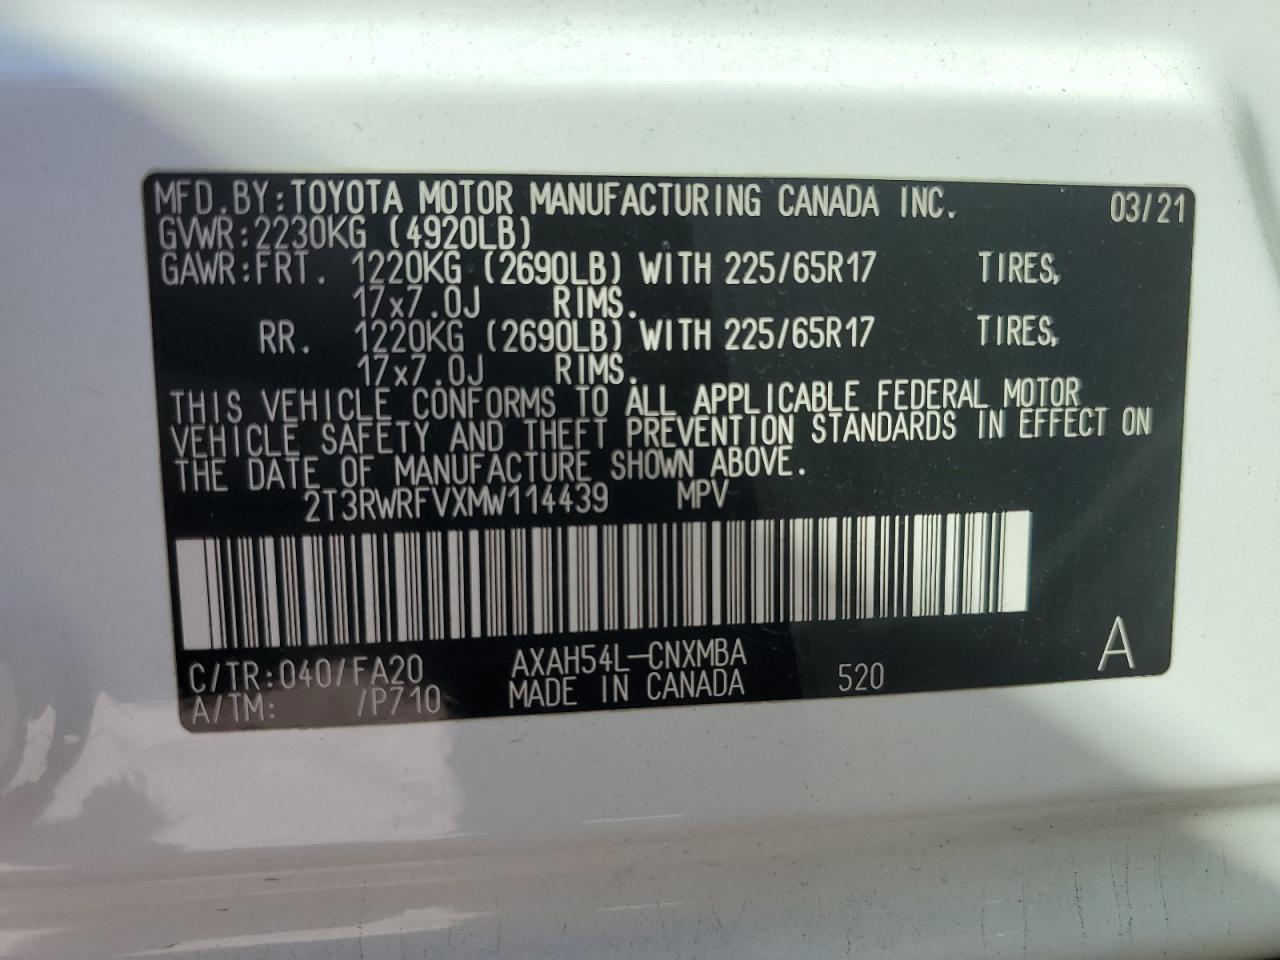 MFD.BY:TOYOTA MOTOR MANUFACTURING CANADA INC. 03/21
GVWR:2230KG (4920LB)
GAWR:FRT. 1220KG (2690LB) WITH 225/65R17 TIRES,
17x7.0J RIMS.
RR. 1220KG (2690LB) WITH 225/65R17 TIRES,
17x7.0J RIMS.
THIS VEHICLE CONFORMS TO ALL APPLICABLE FEDERAL MOTOR
VEHICLE SAFETY AND THEFT PREVENTION STANDARDS IN EFFECT ON
THE DATE OF MANUFACTURE SHOWN ABOVE.
2T3RWRFVXMW114439 MPV
C/TR:040/FA20 AXAH54L-CNXMBA 520 A
A/TM: /P710 MADE IN CANADA